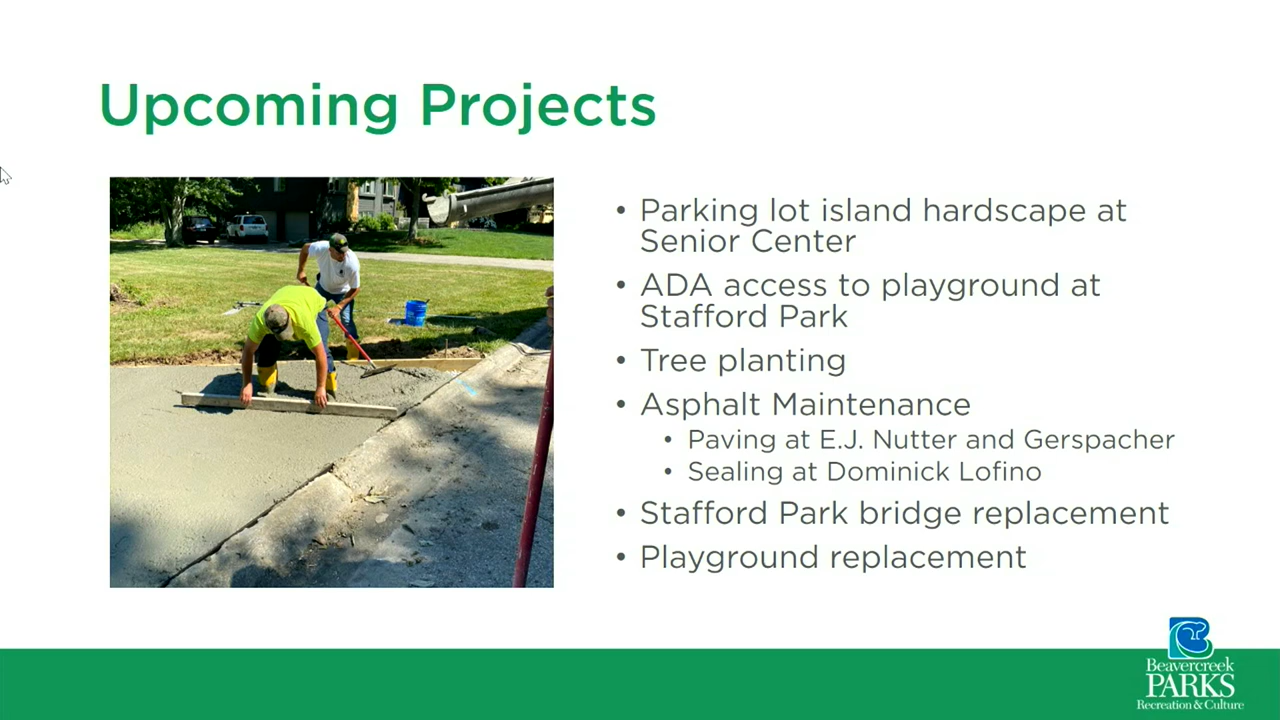 Upcoming Projects
• Parking lot island hardscape at
Senior Center
• ADA access to playground at
Stafford Park
• Tree planting
• Asphalt Maintenance
• Paving at E.J. Nutter and Gerspacher
• Sealing at Dominick Lofino
• Stafford Park bridge replacement
• Playground replacement
Beavercreek
PARKS
Recreation & Culture